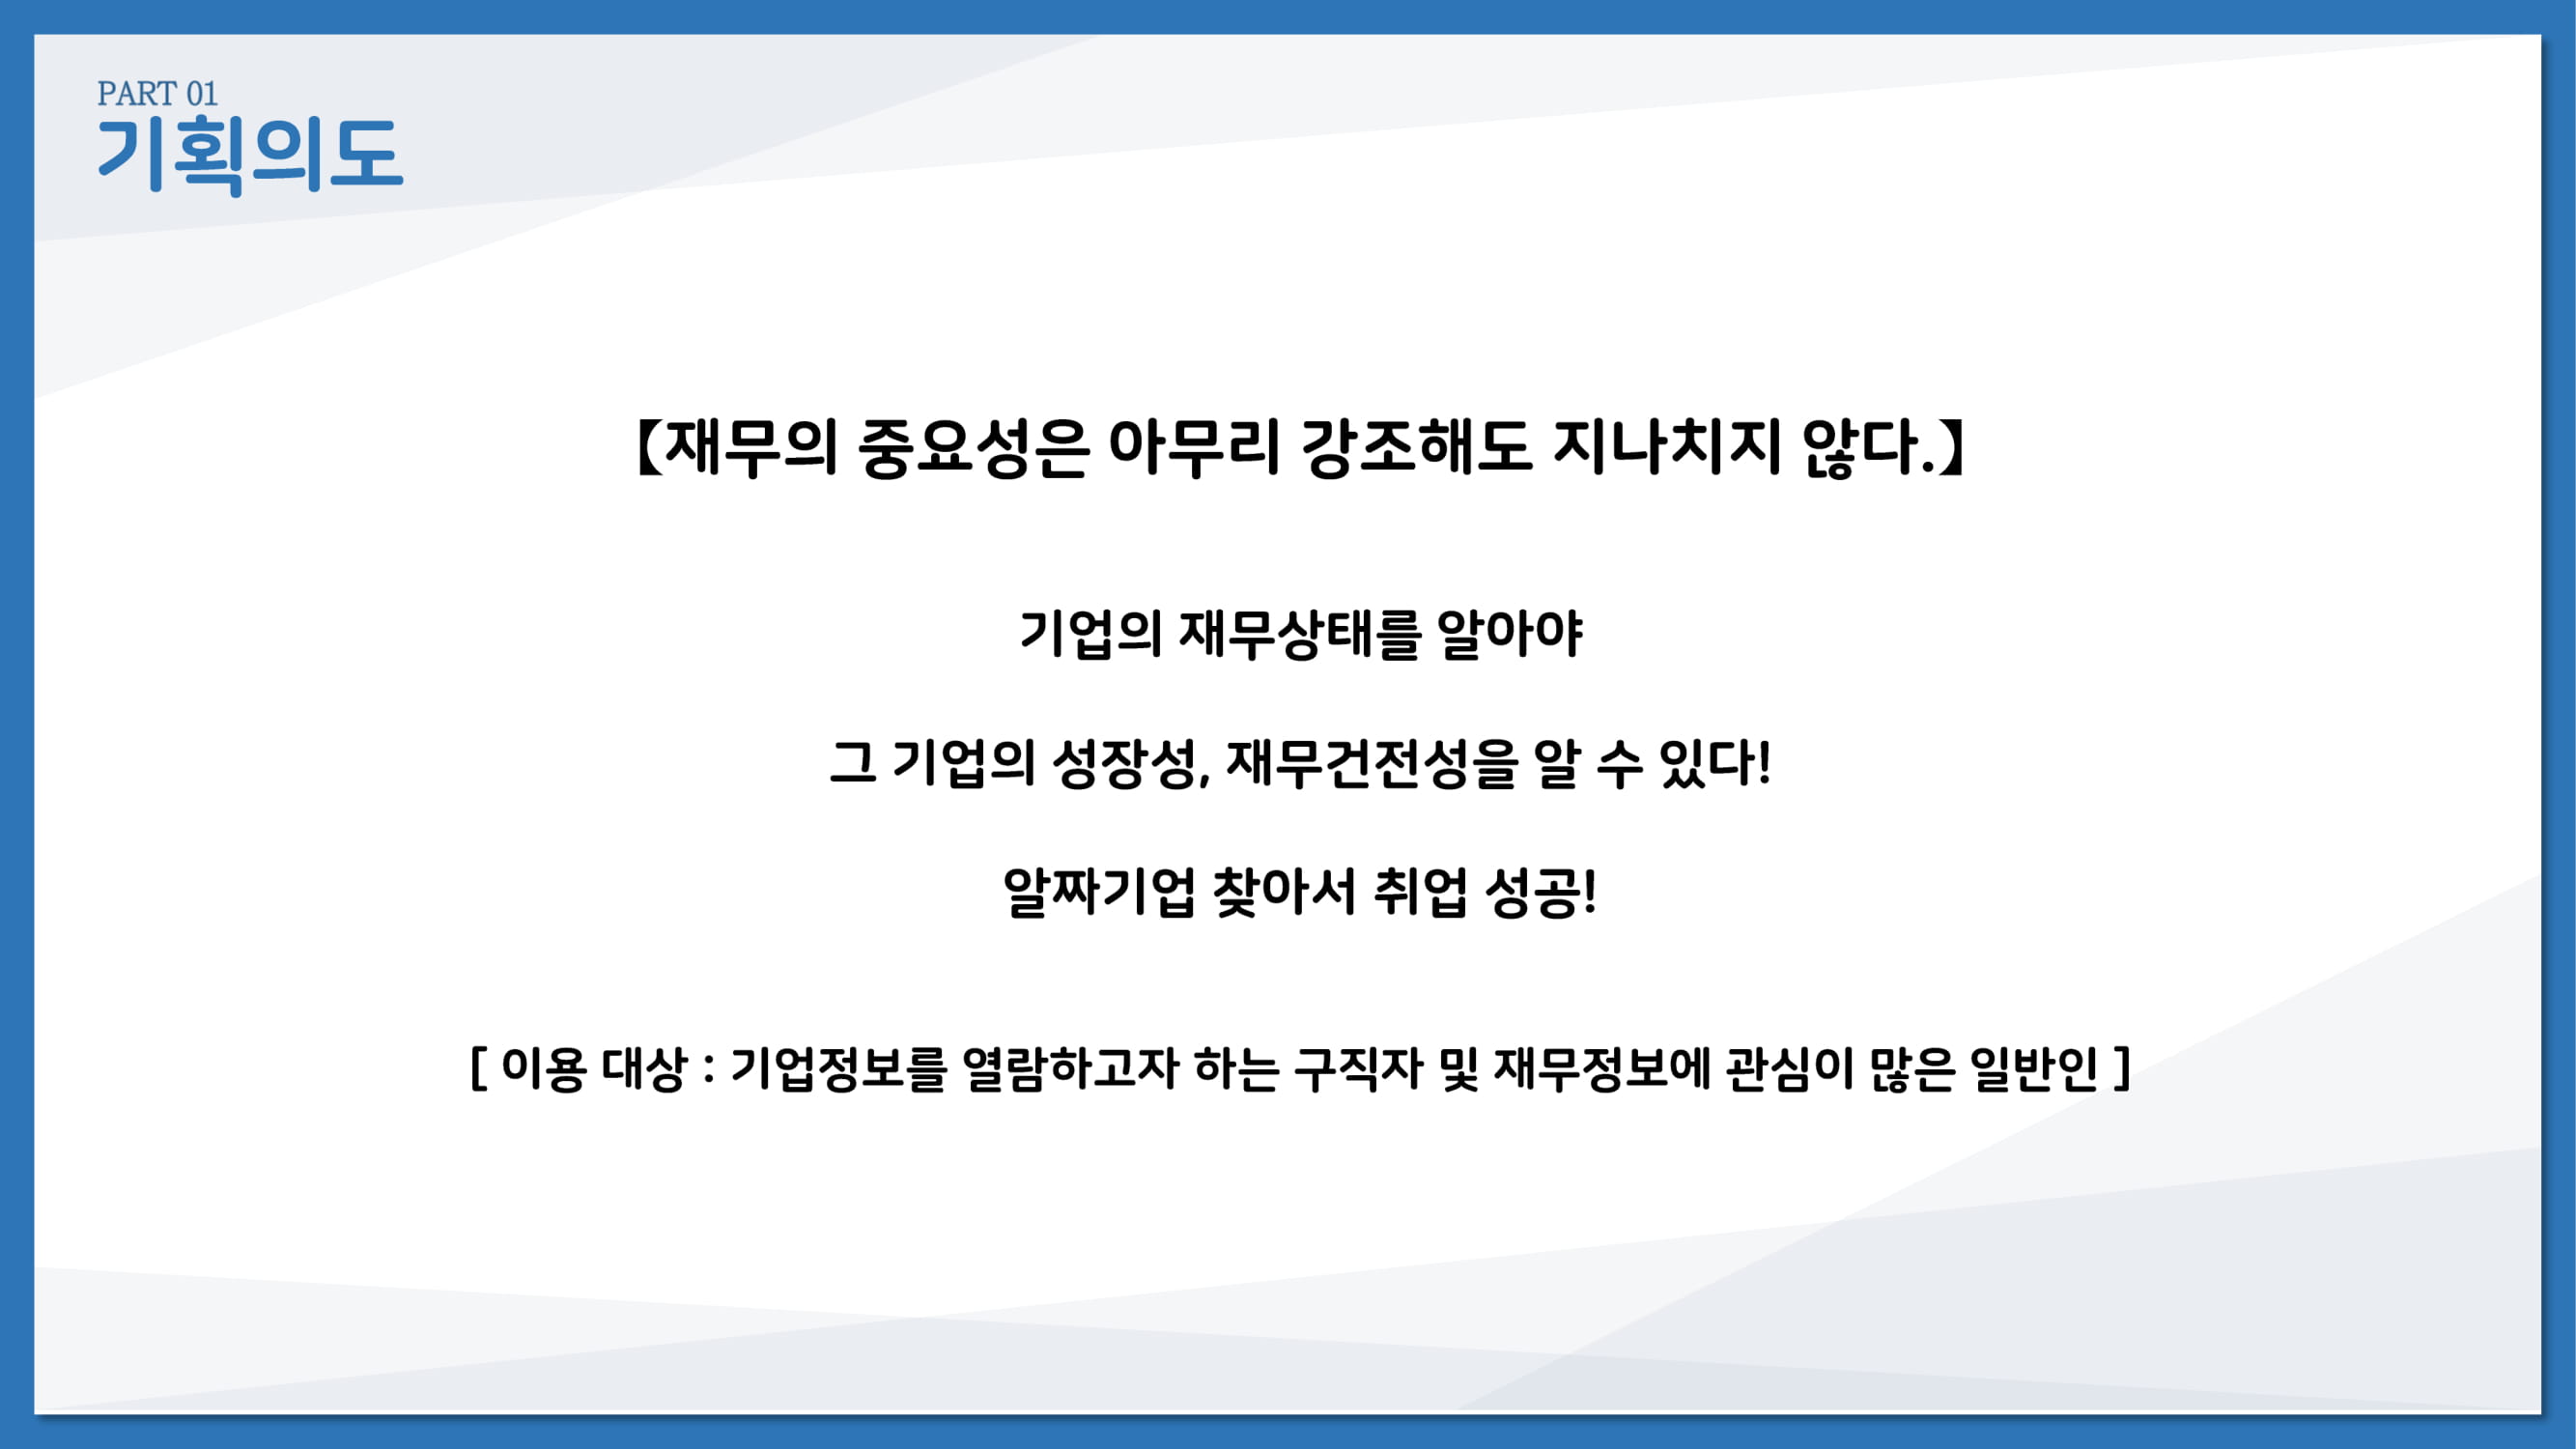 PART 01
기획의도
【재무의 중요성은 아무리 강조해도 지나치지 않다.】
기업의 재무상태를 알아야
그 기업의 성장성, 재무건전성을 알 수 있다!
알짜기업 찾아서 취업 성공!
[ 이용 대상 : 기업정보를 열람하고자 하는 구직자 및 재무정보에 관심이 많은 일반인 ]